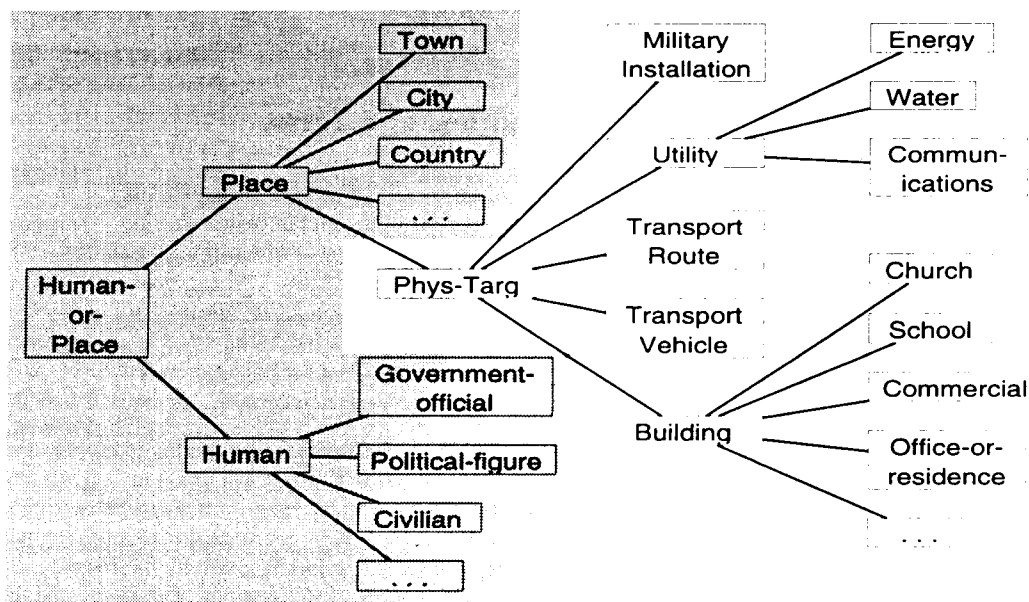 Town
City
Country
. . .
Place
Human-
or-
Place
Human
Government-
official
Political-figure
Civilian
. . .
Phys-Targ
Military
Installation
Utility
Transport
Route
Transport
Vehicle
Building
Energy
Water
Commun-
ications
Church
School
Commercial
Office-or-
residence
. . .